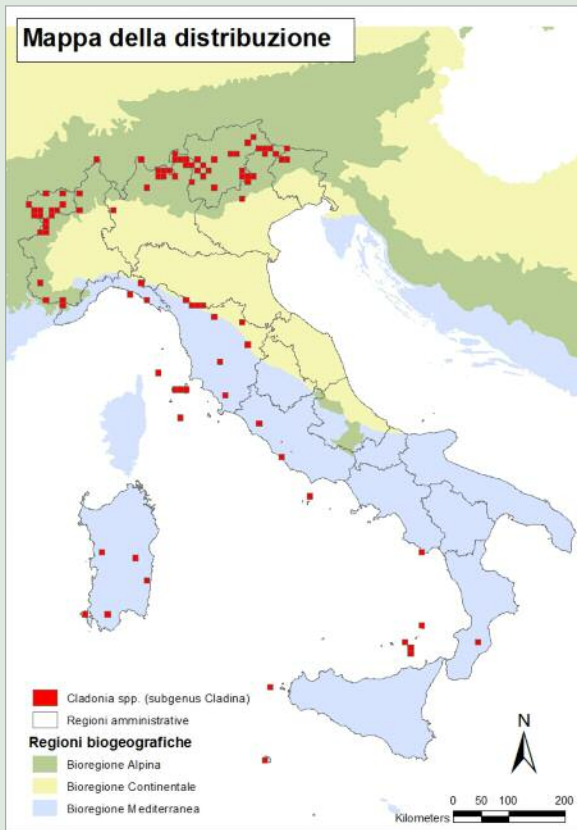 Mappa della distribuzione
Cladonia spp. (subgenus Cladina)
Regioni amministrative
Regioni biogeografiche
Bioregione Alpina
Bioregione Continentale
Bioregione Mediterranea
N
0 50 100 200
Kilometers